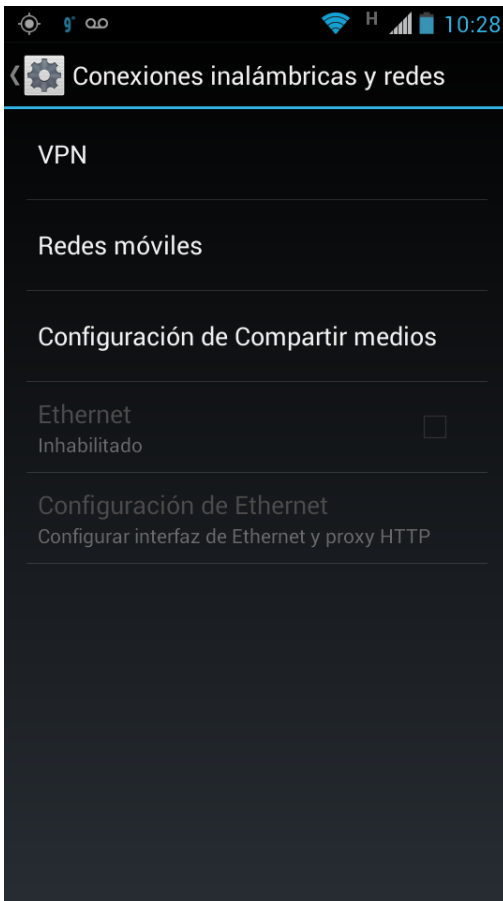 g H 10:28
Conexiones inalámbricas y redes
VPN
Redes móviles
Configuración de Compartir medios
Ethernet
Inhabilitado
Configuración de Ethernet
Configurar interfaz de Ethernet y proxy HTTP